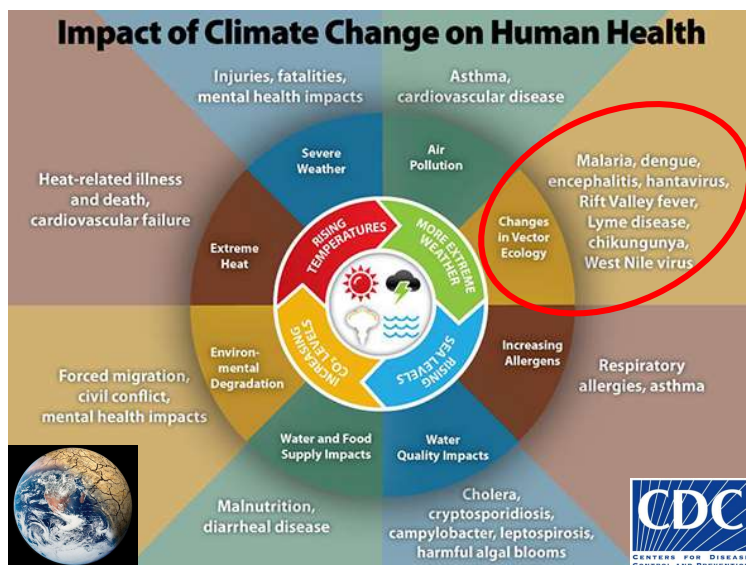 Impact of Climate Change on Human Health
Injuries, fatalities,
mental health impacts
Asthma,
cardiovascular disease
Severe
Weather
Air
Pollution
Heat-related illness
and death,
cardiovascular failure
Malaria, dengue,
encephalitis, hantavirus,
Rift Valley fever,
Lyme disease,
chikungunya,
West Nile virus
Extreme
Heat
RISING
TEMPERATURES
MORE EXTREME
WEATHER
Changes
in Vector
Ecology
INCREASING
CO₂ LEVELS
RISING
SEA LEVELS
Environ-
mental
Degradation
Increasing
Allergens
Forced migration,
civil conflict,
mental health impacts
Respiratory
allergies, asthma
Water and Food
Supply Impacts
Water
Quality Impacts
Malnutrition,
diarrheal disease
Cholera,
cryptosporidiosis,
campylobacter, leptospirosis,
harmful algal blooms
CDC
CENTERS FOR DISEASE
CONTROL AND PREVENTION